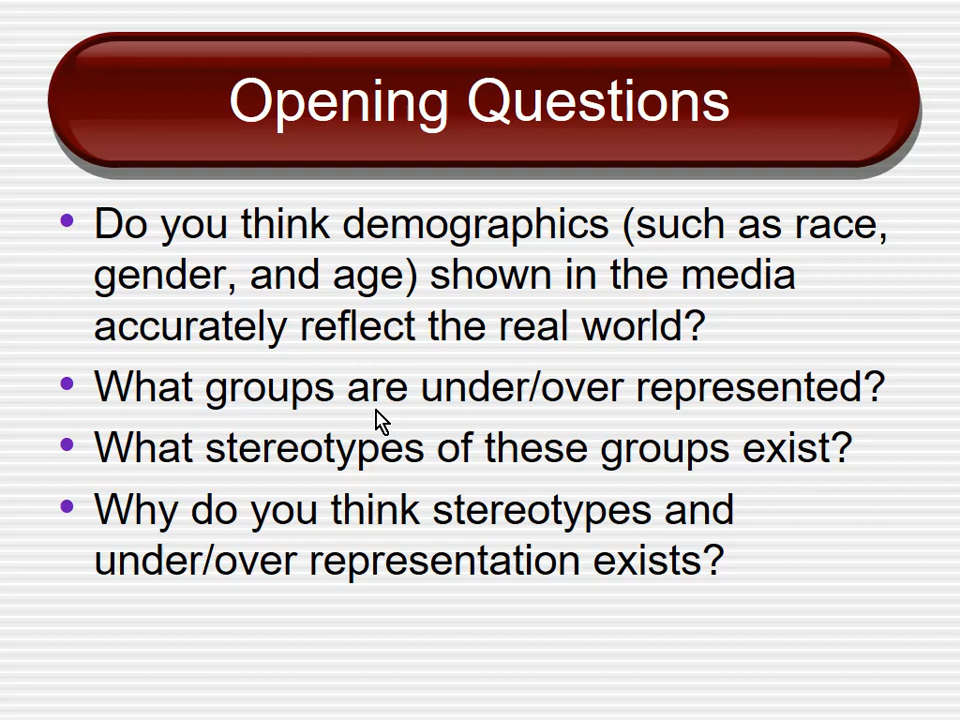 Opening Questions
• Do you think demographics (such as race,
gender, and age) shown in the media
accurately reflect the real world?
• What groups are under/over represented?
• What stereotypes of these groups exist?
• Why do you think stereotypes and
under/over representation exists?